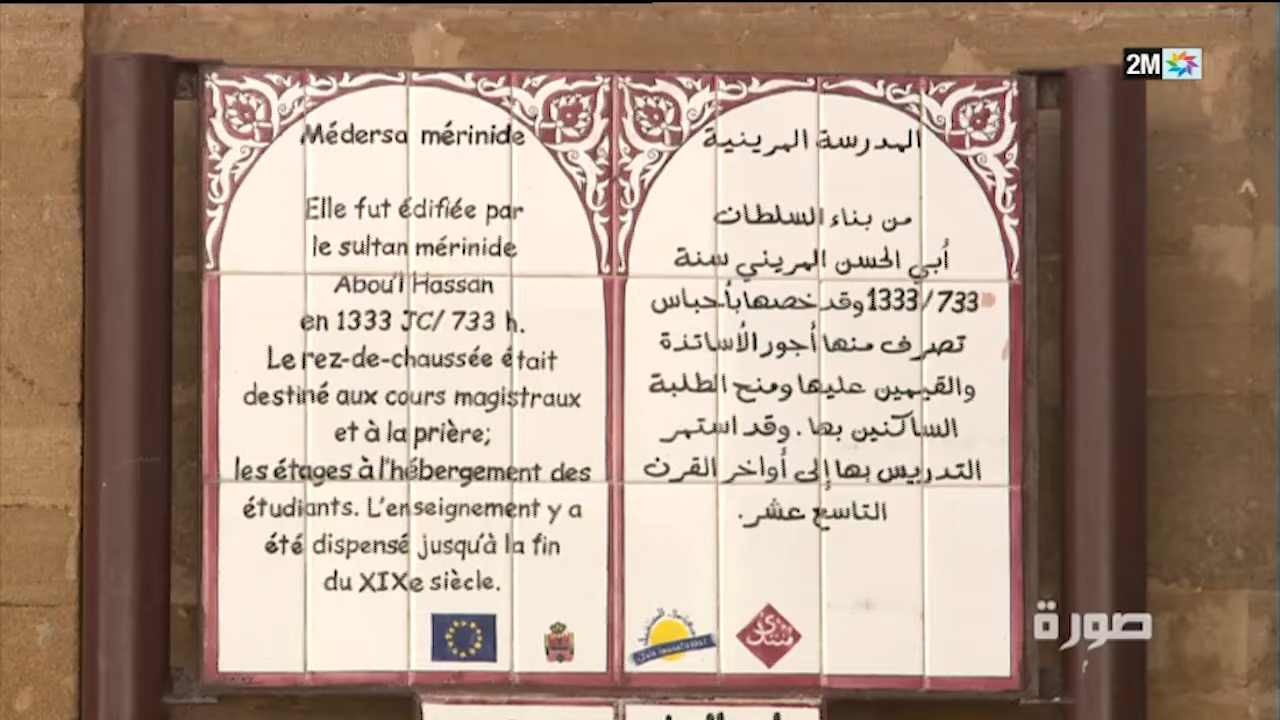 2M
Médersa mérinide
Elle fut édifiée par
le sultan mérinide
Abou'l Hassan
en 1333 JC/ 733 h.
Le rez-de-chaussée était
destiné aux cours magistraux
et à la prière;
les étages à l'hébergement des
étudiants. L'enseignement y a
été dispensé jusqu'à la fin
du XIXe siècle.
المدرسة المرينية
من بناء السلطان
أبي الحسن المريني سنة
1333/733 وقد خصها بأحباس
تصرف منها أجور الأساتذة
والقيمين عليها ومنح الطلبة
الساكنين بها . وقد استمر
التدريس بها إلى أواخر القرن
التاسع عشر.
منتدى
صورة